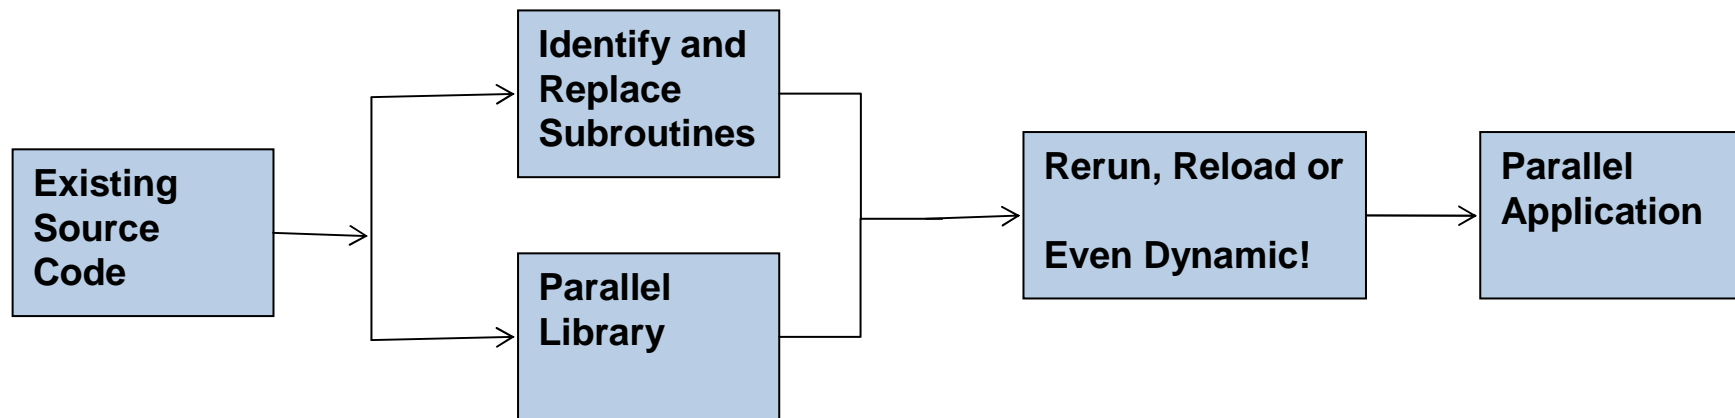 Existing
Source
Code
Identify and
Replace
Subroutines
Parallel
Library
Rerun, Reload or
Even Dynamic!
Parallel
Application